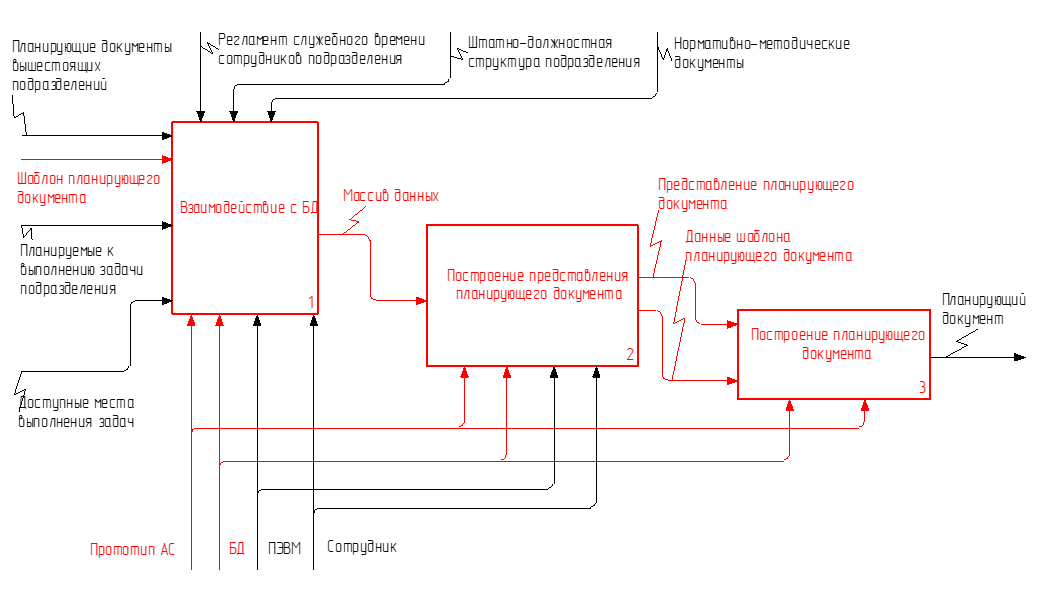 Планирующие документы
вышестоящих
подразделений
Регламент служебного времени
сотрудников подразделения
Штатно-должностная
структура подразделения
Нормативно-методические
документы
Шаблон планирующего
документа
Взаимодействие с БД
1
Массив данных
Планируемые к
выполнению задачи
подразделения
Доступные места
выполнения задач
Построение представления
планирующего документа
2
Представление планирующего
документа
Данные шаблона
планирующего документа
Построение планирующего
документа
3
Планирующий
документ
Прототип АС
БД
ПЭВМ
Сотрудник